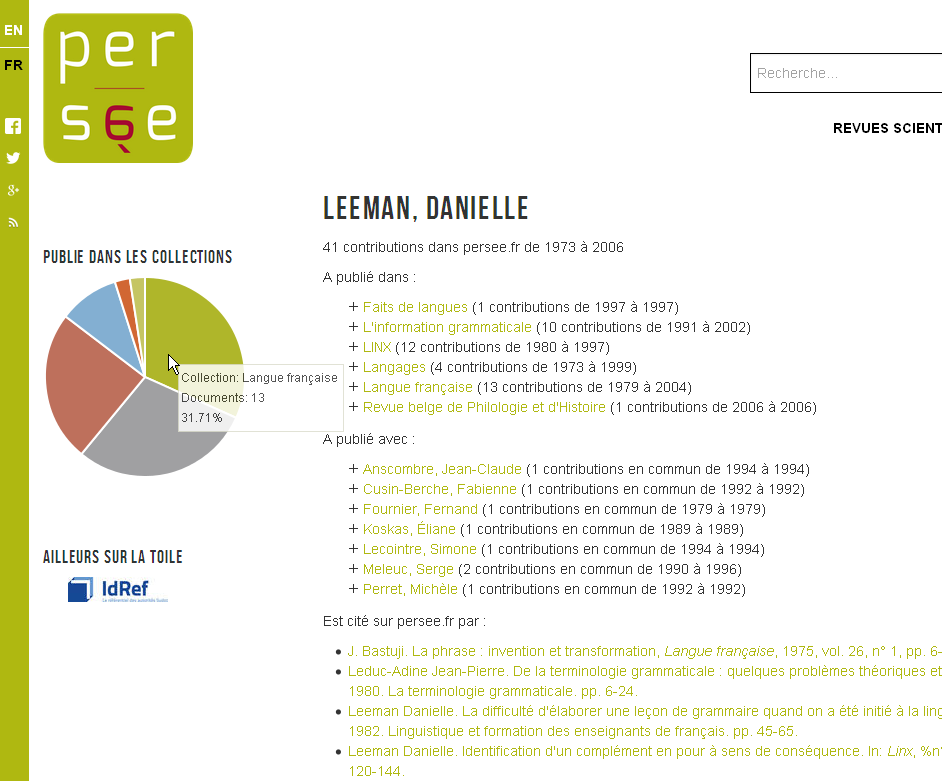 EN
FR
per
sée
Recherche...
REVUES SCIENT
LEEMAN, DANIELLE
41 contributions dans persee.fr de 1973 à 2006
A publié dans :
+ Faits de langues (1 contributions de 1997 à 1997)
+ L'information grammaticale (10 contributions de 1991 à 2002)
+ LINX (12 contributions de 1980 à 1997)
+ Langages (4 contributions de 1973 à 1999)
+ Langue française (13 contributions de 1979 à 2004)
+ Revue belge de Philologie et d'Histoire (1 contributions de 2006 à 2006)
A publié avec :
+ Anscombre, Jean-Claude (1 contributions en commun de 1994 à 1994)
+ Cusin-Berche, Fabienne (1 contributions en commun de 1992 à 1992)
+ Fournier, Fernand (1 contributions en commun de 1979 à 1979)
+ Koskas, Éliane (1 contributions en commun de 1989 à 1989)
+ Lecointre, Simone (1 contributions en commun de 1994 à 1994)
+ Meleuc, Serge (2 contributions en commun de 1990 à 1996)
+ Perret, Michèle (1 contributions en commun de 1992 à 1992)
Est cité sur persee.fr par :
• J. Bastuji. La phrase : invention et transformation, Langue française, 1975, vol. 26, n° 1, pp. 6-
• Leduc-Adine Jean-Pierre. De la terminologie grammaticale : quelques problèmes théoriques et
1980. La terminologie grammaticale. pp. 6-24.
• Leeman Danielle. La difficulté d'élaborer une leçon de grammaire quand on a été initié à la ling
1982. Linguistique et formation des enseignants de français. pp. 45-65.
• Leeman Danielle. Identification d'un complément en pour à sens de conséquence. In: Linx, %n°
120-144.
PUBLIE DANS LES COLLECTIONS
Collection: Langue française
Documents: 13
31.71%
AILLEURS SUR LA TOILE
IdRef